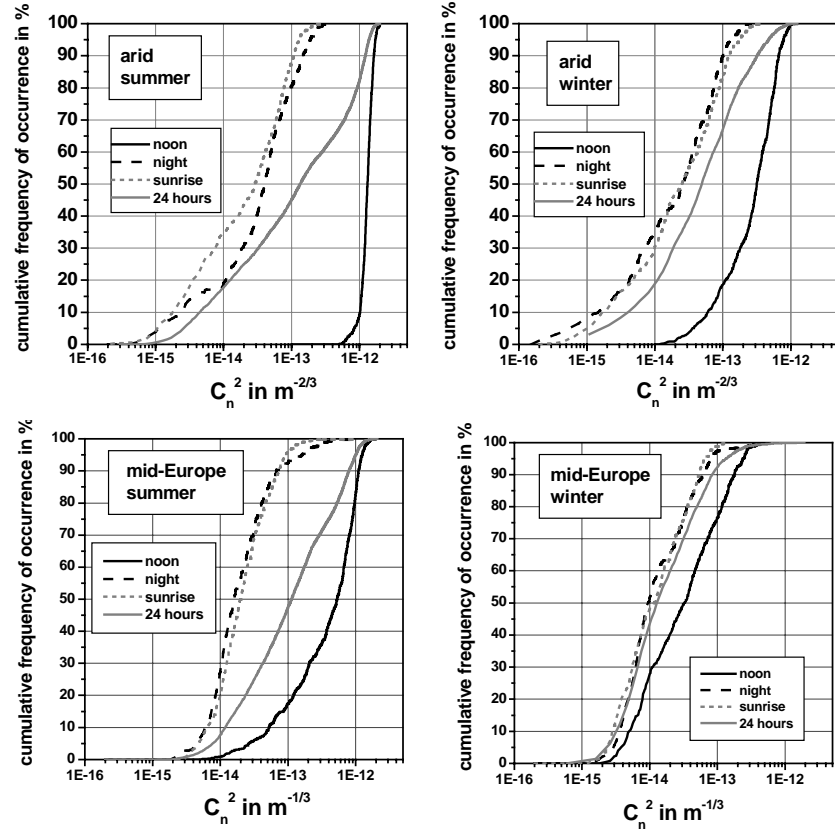 cumulative frequency of occurrence in %
100
90
80
70
60
50
40
30
20
10
0
arid
summer
noon
night
sunrise
24 hours
1E-16 1E-15 1E-14 1E-13 1E-12
Cn2 in m-2/3
cumulative frequency of occurrence in %
100
90
80
70
60
50
40
30
20
10
0
arid
winter
noon
night
sunrise
24 hours
1E-16 1E-15 1E-14 1E-13 1E-12
Cn2 in m-2/3
cumulative frequency of occurrence in %
100
90
80
70
60
50
40
30
20
10
0
mid-Europe
summer
noon
night
sunrise
24 hours
1E-16 1E-15 1E-14 1E-13 1E-12
Cn2 in m-1/3
cumulative frequency of occurrence in %
100
90
80
70
60
50
40
30
20
10
0
mid-Europe
winter
noon
night
sunrise
24 hours
1E-16 1E-15 1E-14 1E-13 1E-12
Cn2 in m-1/3